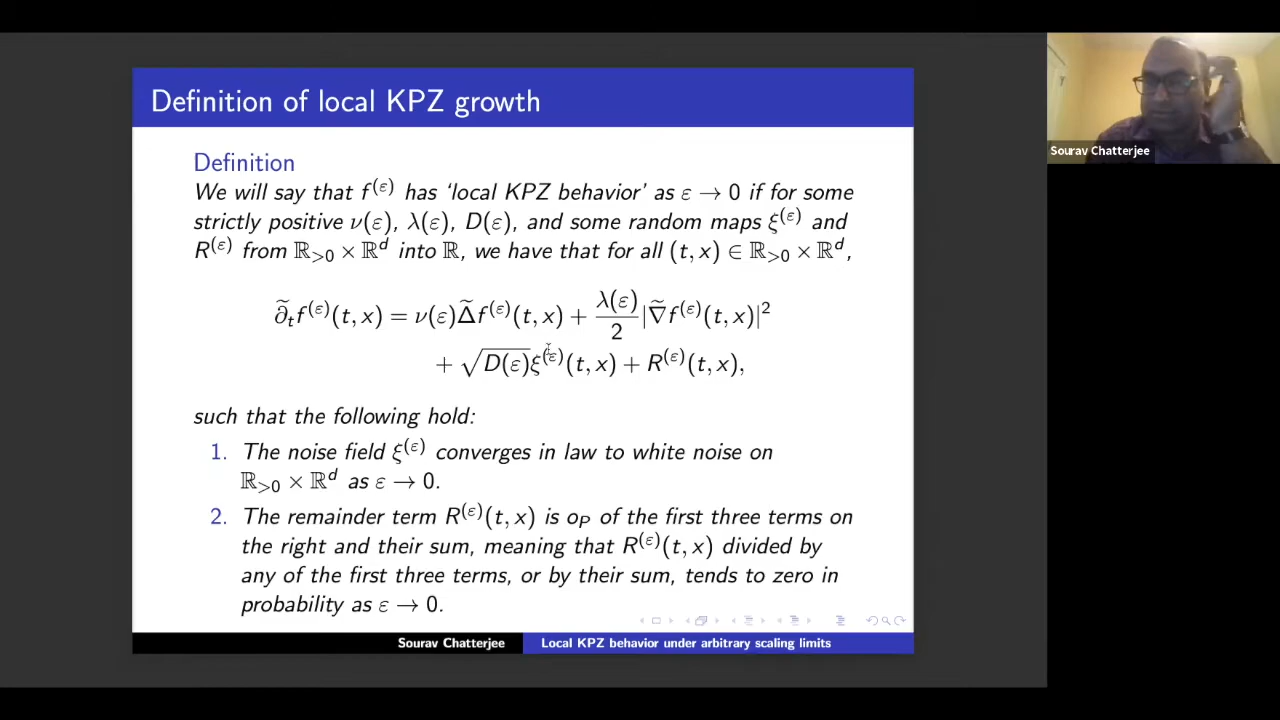 Definition of local KPZ growth
Definition
We will say that f^(ε) has ‘local KPZ behavior’ as ε → 0 if for some
strictly positive ν(ε), λ(ε), D(ε), and some random maps ξ^(ε) and
R^(ε) from ℝ_{>0} × ℝ^d into ℝ, we have that for all (t, x) ∈ ℝ_{>0} × ℝ^d,
∂̃_t f^(ε)(t, x) = ν(ε)Δ̃f^(ε)(t, x) + λ(ε)/2 |∇̃f^(ε)(t, x)|²
+ √D(ε) ξ^(ε)(t, x) + R^(ε)(t, x),
such that the following hold:
1. The noise field ξ^(ε) converges in law to white noise on
ℝ_{>0} × ℝ^d as ε → 0.
2. The remainder term R^(ε)(t, x) is o_P of the first three terms on
the right and their sum, meaning that R^(ε)(t, x) divided by
any of the first three terms, or by their sum, tends to zero in
probability as ε → 0.
Sourav Chatterjee Local KPZ behavior under arbitrary scaling limits
Sourav Chatterjee